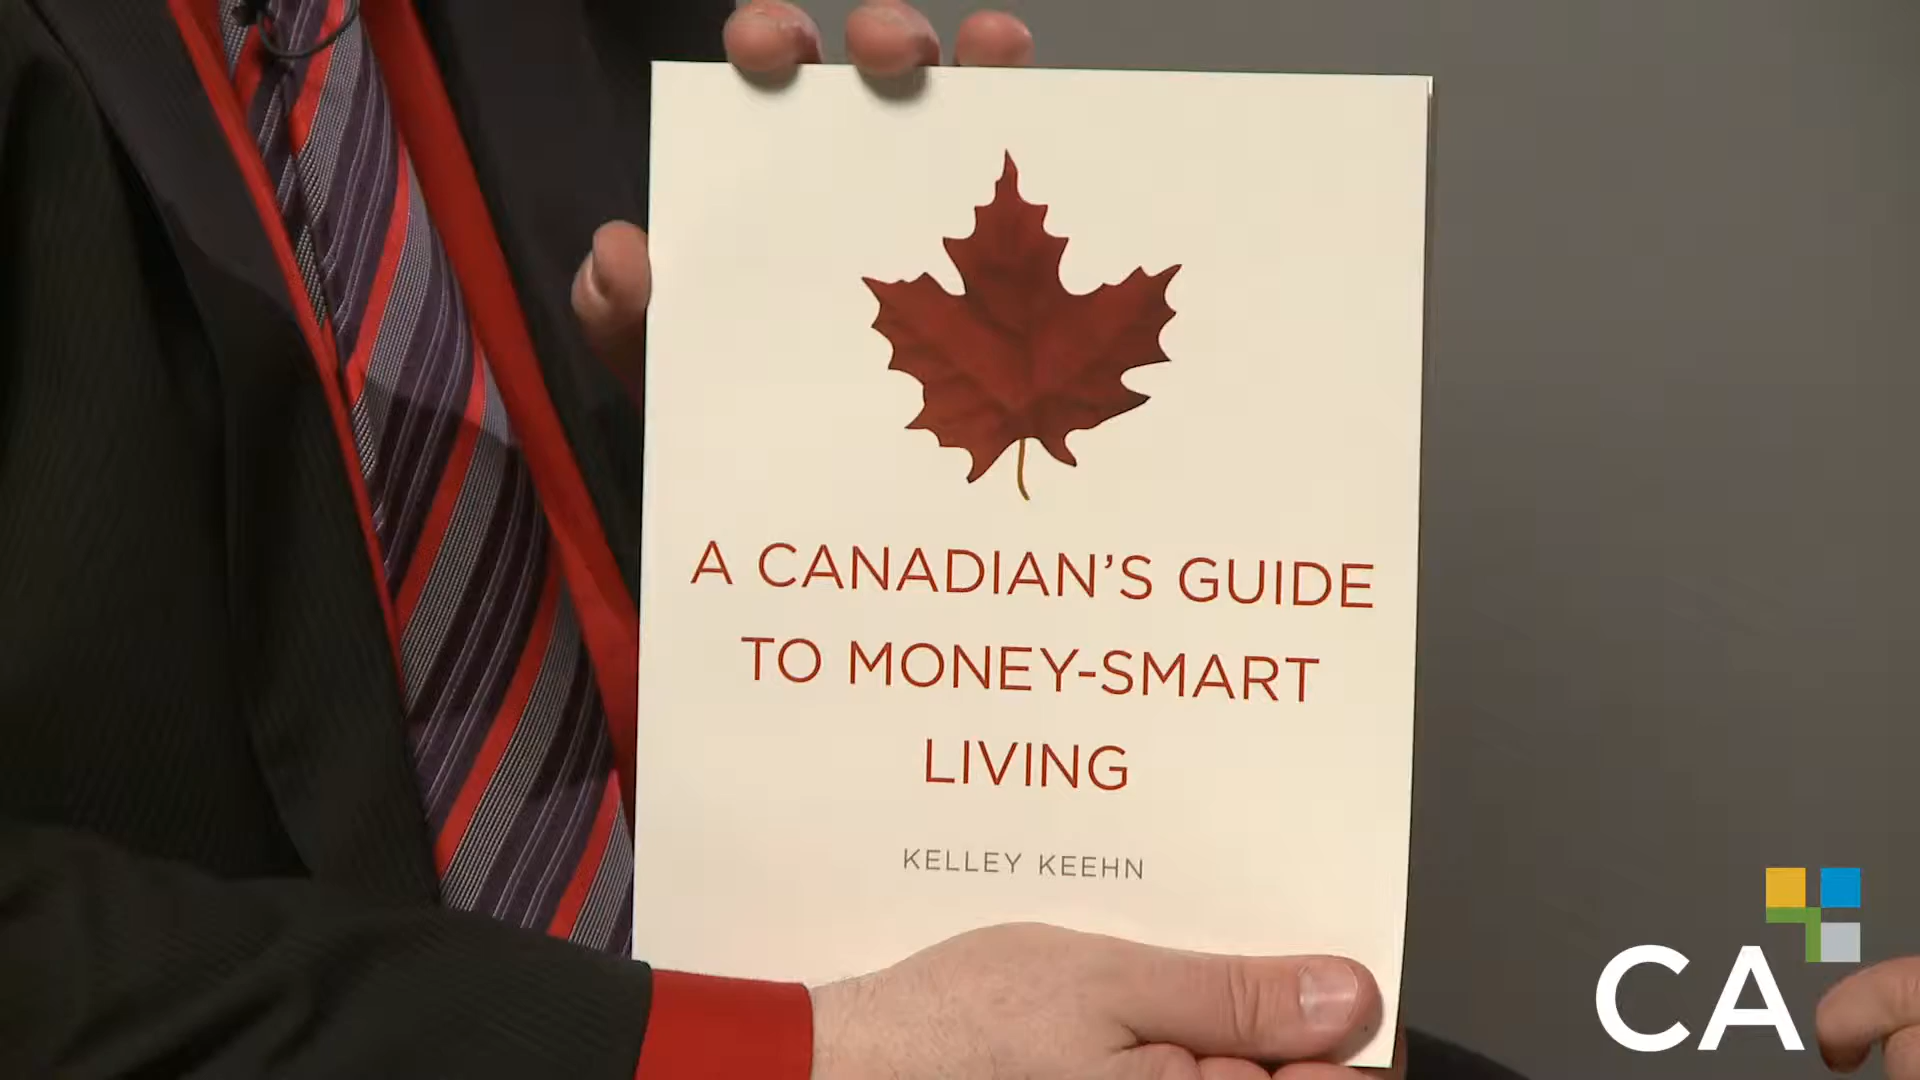 A CANADIAN'S GUIDE
TO MONEY-SMART
LIVING
KELLEY KEEHN
CA